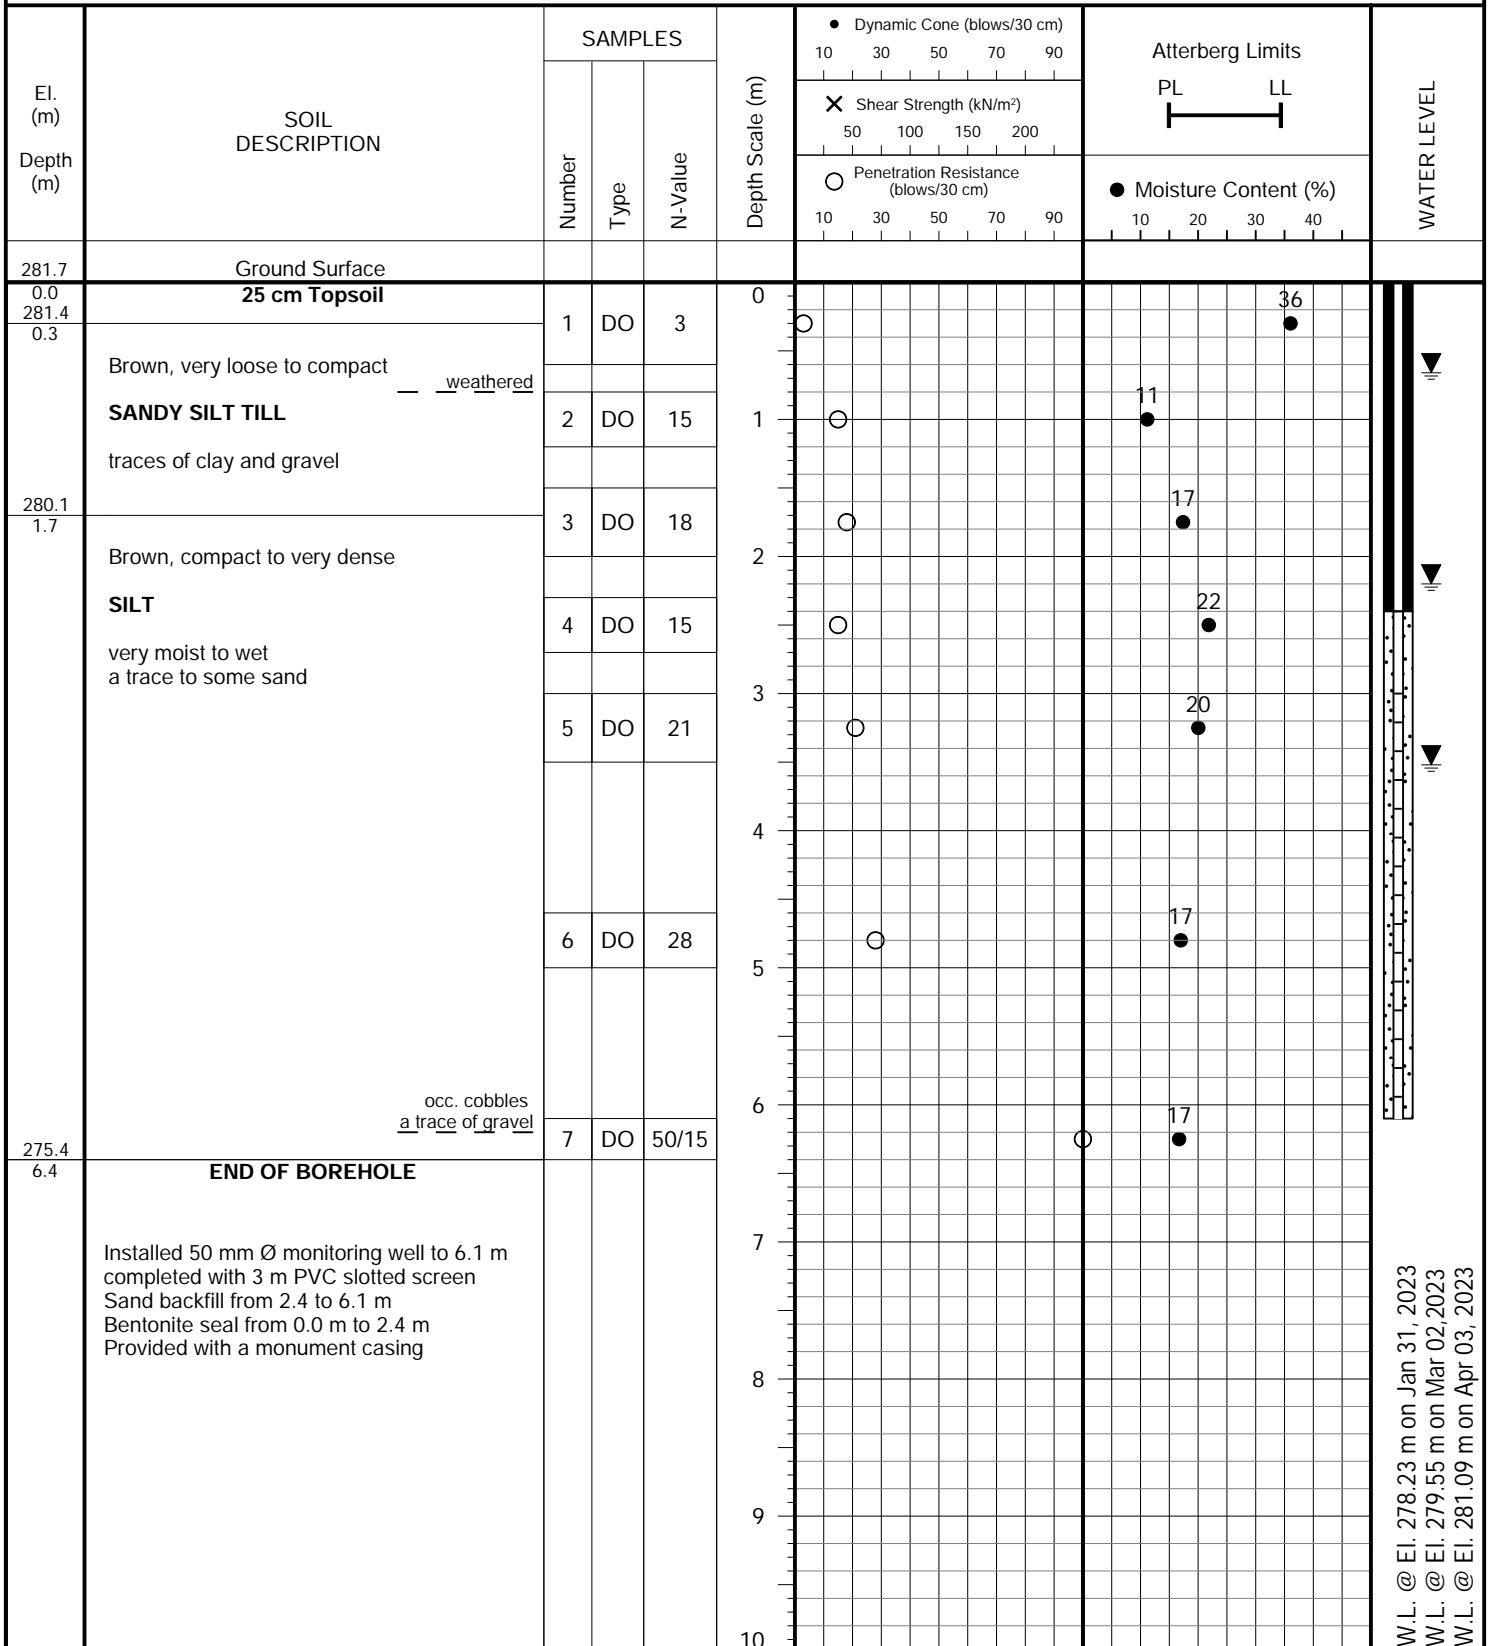 El.
(m)
Depth
(m)
SOIL
DESCRIPTION
SAMPLES
Number
Type
N-Value
Depth Scale (m)
Dynamic Cone (blows/30 cm)
10 30 50 70 90
Shear Strength (kN/m²)
50 100 150 200
Penetration Resistance
(blows/30 cm)
10 30 50 70 90
Atterberg Limits
PL LL
Moisture Content (%)
10 20 30 40
WATER LEVEL
281.7 Ground Surface
0.0 25 cm Topsoil
0
281.4
0.3
1 DO 3
36
Brown, very loose to compact
weathered
SANDY SILT TILL
2 DO 15
1
11
traces of clay and gravel
280.1
1.7
3 DO 18
17
Brown, compact to very dense
2
SILT
4 DO 15
22
very moist to wet
a trace to some sand
3
5 DO 21
20
4
6 DO 28
17
5
occ. cobbles
a trace of gravel
6
7 DO 50/15
17
275.4
6.4
END OF BOREHOLE
Installed 50 mm Ø monitoring well to 6.1 m
completed with 3 m PVC slotted screen
Sand backfill from 2.4 to 6.1 m
Bentonite seal from 0.0 m to 2.4 m
Provided with a monument casing
7
8
9
10
W.L. @ El. 278.23 m on Jan 31, 2023
W.L. @ El. 279.55 m on Mar 02,2023
W.L. @ El. 281.09 m on Apr 03, 2023